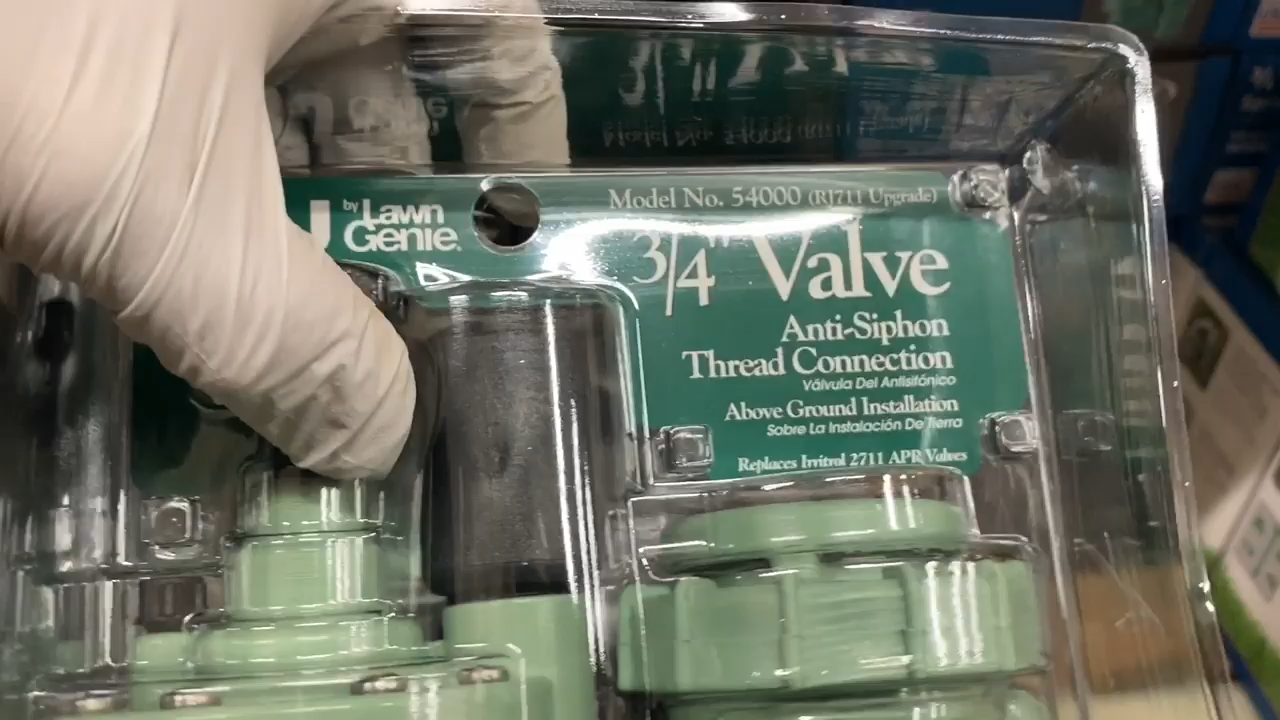 by Lawn
Genie
Model No. 54000 (RJ711 Upgrade)
3/4" Valve
Anti-Siphon
Thread Connection
Válvula Del Antisifónico
Above Ground Installation
Sobre La Instalación De Tierra
Replaces Irritrol 2711 APR Valves